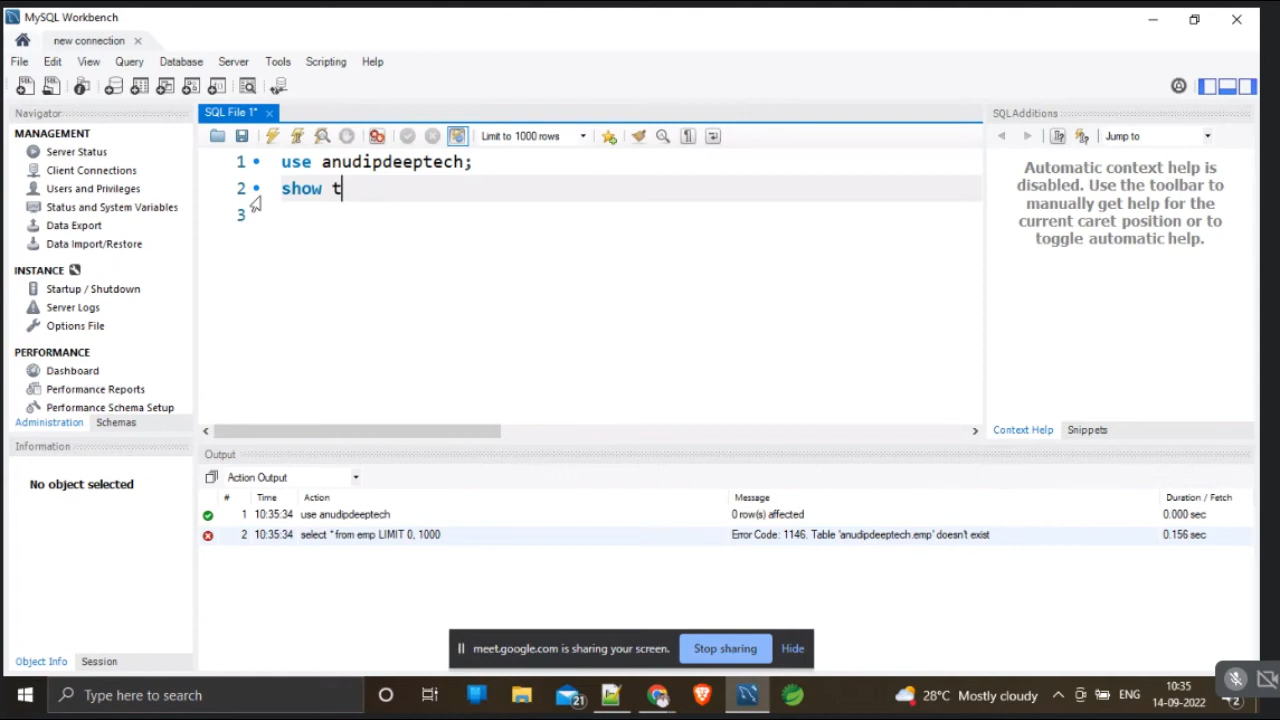 MySQL Workbench
new connection
File Edit View Query Database Server Tools Scripting Help
Navigator
MANAGEMENT
Server Status
Client Connections
Users and Privileges
Status and System Variables
Data Export
Data Import/Restore
INSTANCE
Startup / Shutdown
Server Logs
Options File
PERFORMANCE
Dashboard
Performance Reports
Performance Schema Setup
Administration Schemas
Information
No object selected
Object Info Session
SQL File 1*
Limit to 1000 rows
1 use anudipdeeptech;
2 show t
3
SQLAdditions
Jump to
Automatic context help is
disabled. Use the toolbar to
manually get help for the
current caret position or to
toggle automatic help.
Context Help Snippets
Output
Action Output
# Time Action Message Duration / Fetch
1 10:35:34 use anudipdeeptech 0 row(s) affected 0.000 sec
2 10:35:34 select * from emp LIMIT 0, 1000 Error Code: 1146. Table 'anudipdeeptech.emp' doesn't exist 0.156 sec
meet.google.com is sharing your screen. Stop sharing Hide
Type here to search
21
28°C Mostly cloudy
ENG
10:35
14-09-2022
2